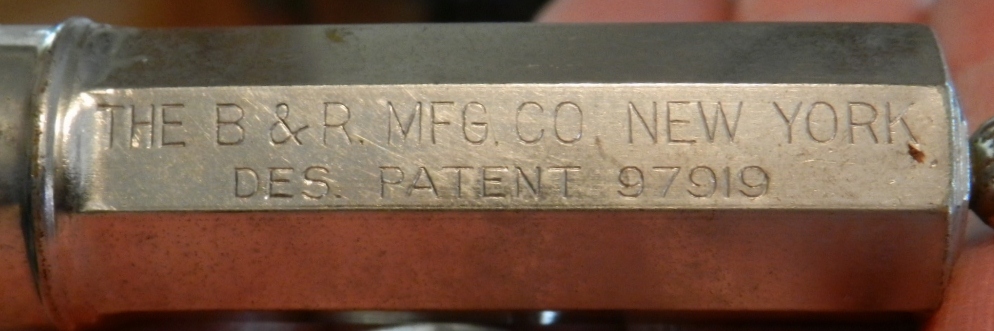 THE B & R. MFG. CO. NEW YORK
DES. PATENT 97919